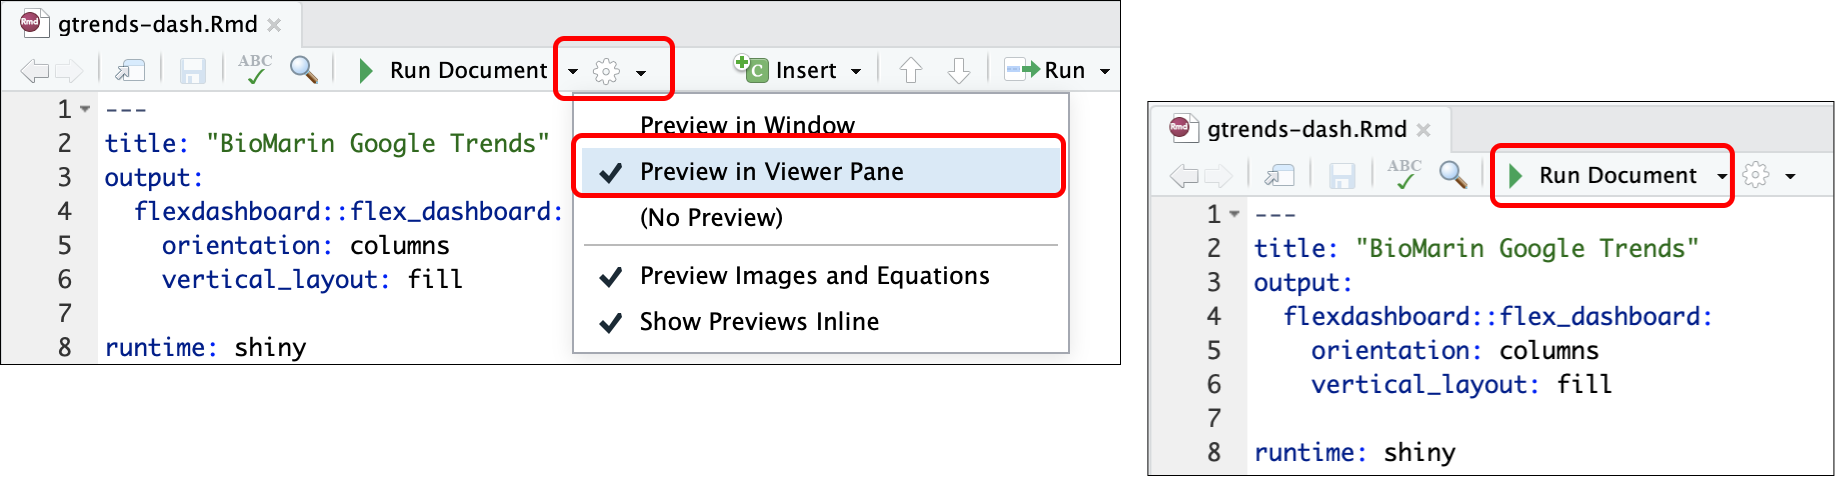 Rmd gtrends-dash.Rmd
ABC Run Document C Insert Run
1 ---
2 title: "BioMarin Google Trends"
3 output:
4 flexdashboard::flex_dashboard:
5 orientation: columns
6 vertical_layout: fill
7
8 runtime: shiny
Preview in Window
Preview in Viewer Pane
(No Preview)
Preview Images and Equations
Show Previews Inline
Rmd gtrends-dash.Rmd
ABC Run Document
1 ---
2 title: "BioMarin Google Trends"
3 output:
4 flexdashboard::flex_dashboard:
5 orientation: columns
6 vertical_layout: fill
7
8 runtime: shiny